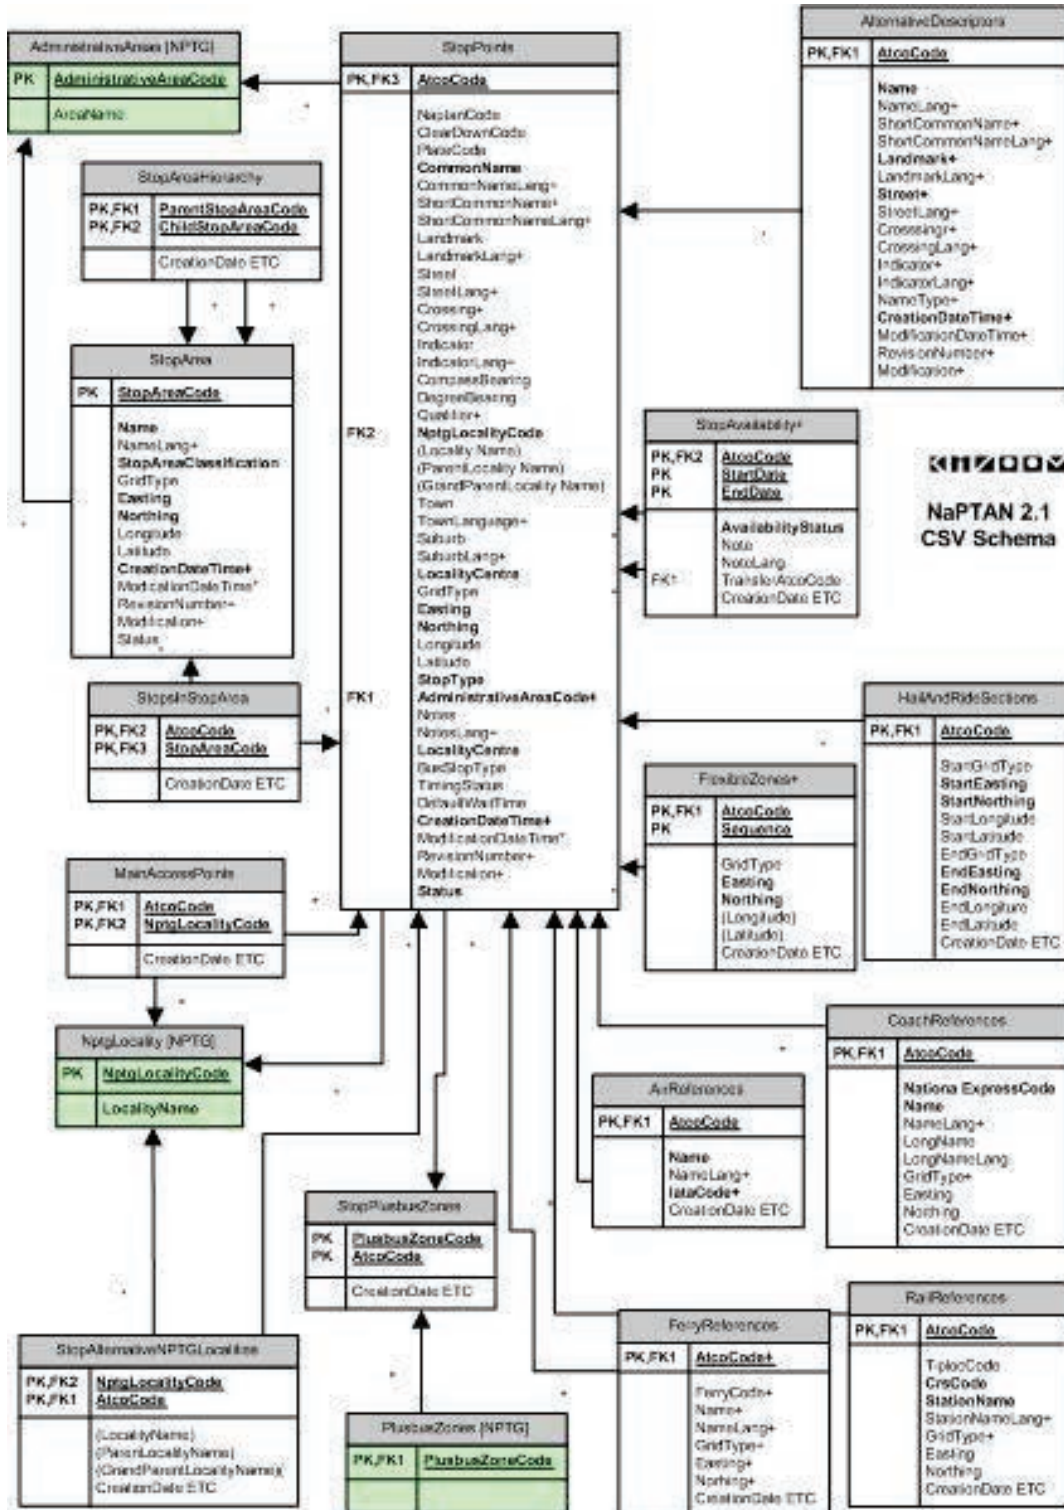 AdministrativeAreas [NPTG]
PK AdministrativeAreaCode
AreaName
StopAreaHierarchy
PK,FK1 ParentStopAreaCode
PK,FK2 ChildStopAreaCode
CreationDate ETC
StopArea
PK StopAreaCode
Name
NameLang+
StopAreaClassification
GridType
Easting
Northing
Longitude
Latitude
CreationDateTime+
ModicationDateTime*
RevisionNumber+
Modification+
Status
StopsInStopArea
PK,FK2 AtcoCode
PK,FK3 StopAreaCode
CreationDate ETC
MainAccessPoints
PK,FK1 AtcoCode
PK,FK2 NptgLocalityCode
CreationDate ETC
NptgLocality [NPTG]
PK NptgLocalityCode
LocalityName
StopAlternativeNPTGLocalities
PK,FK2 NptgLocalityCode
PK,FK1 AtcoCode
(LocalityName)
(ParentLocalityName)
(GrandParentLocalityName)(
CreationDate ETC
StopPoints
PK,FK3 AtcoCode
NaptanCode
ClearDownCode
PlateCode
CommonName
CommonNameLang+
ShortCommonName+
ShortCommonNameLang+
Landmark
LandmarkLang+
Street
StreetLang+
Crossing+
CrossingLang+
Indicator
IndicatorLang+
CompassBearing
DegreeBearing
Qualifier+
FK2 NptgLocalityCode
(Locality Name)
(ParentLocality Name)
(GrandParentLocality Name)
Town
TownLanguage+
Suburb
SuburbLang+
LocalityCentre
GridType
Easting
Northing
Longitude
Latitude
StopType
FK1 AdministrativeAreaCode+
Notes
NotesLang+
LocalityCentre
BusStopType
TimingStatus
DefaultWaitTime
CreationDateTime+
ModificationDateTime*
RevisionNumber+
Modification+
Status
StopPlusbusZones
PK PlusbusZoneCode
PK AtcoCode
CreationDate ETC
PlusbusZones [NPTG]
PK,FK1 PlusbusZoneCode
AlternativeDescriptors
PK,FK1 AtcoCode
Name
NameLang+
ShortCommonName+
ShortCommonNameLang+
Landmark+
LandmarkLang+
Street+
StreetLang+
Crosssingr+
CrossingLang+
Indicator+
IndicatorLang+
NameType+
CreationDateTime+
ModificationDateTime+
RevisionNumber+
Modification+
StopAvailability+
PK,FK2 AtcoCode
PK StartDate
PK EndDate
AvailabilityStatus
Note
NoteLang
FK1 TransferAtcoCode
CreationDate ETC
NaPTAN 2.1
CSV Schema
HailAndRideSections
PK,FK1 AtcoCode
StartGridType
StartEasting
StartNorthing
StartLongitude
StartLatitude
EndGridType
EndEasting
EndNorthing
EndLongiture
EndLatitude
CreationDate ETC
FlexibleZones+
PK,FK1 AtcoCode
PK Sequence
GridType
Easting
Northing
(Longitude)
(Latitude)
CreationDate ETC
CoachReferences
PK,FK1 AtcoCode
Nationa ExpressCode
Name
NameLang+
LongName
LongNameLang
GridType+
Easting
Northing
CreationDate ETC
AirReferences
PK,FK1 AtcoCode
Name
NameLang+
IataCode+
CreationDate ETC
FerryReferences
PK,FK1 AtcoCode+
FerryCode+
Name+
NameLang+
GridType+
Easting+
Norhing+
CreationDate ETC
RailReferences
PK,FK1 AtcoCode
TiplocCode
CrsCode
StationName
StationNameLang+
GridType+
Easting
Northing
CreationDate ETC